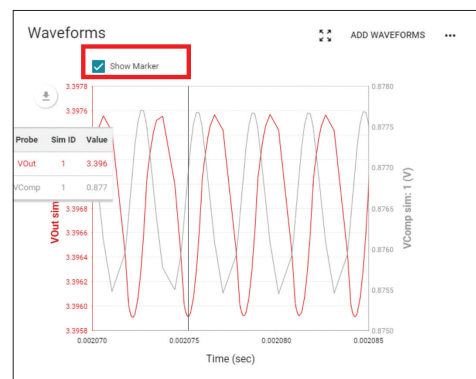 Waveforms
ADD WAVEFORMS
Show Marker
3.3978
3.3976
Probe Sim ID Value
VOut 1 3.396
VComp 1 0.877
3.3968
3.3966
3.3964
3.3962
3.3960
3.3958
VOut sim
0.8780
0.8775
0.8770
0.8765
0.8760
0.8755
0.8750
VComp sim: 1 (V)
0.002070
0.002075
0.002080
0.002085
Time (sec)